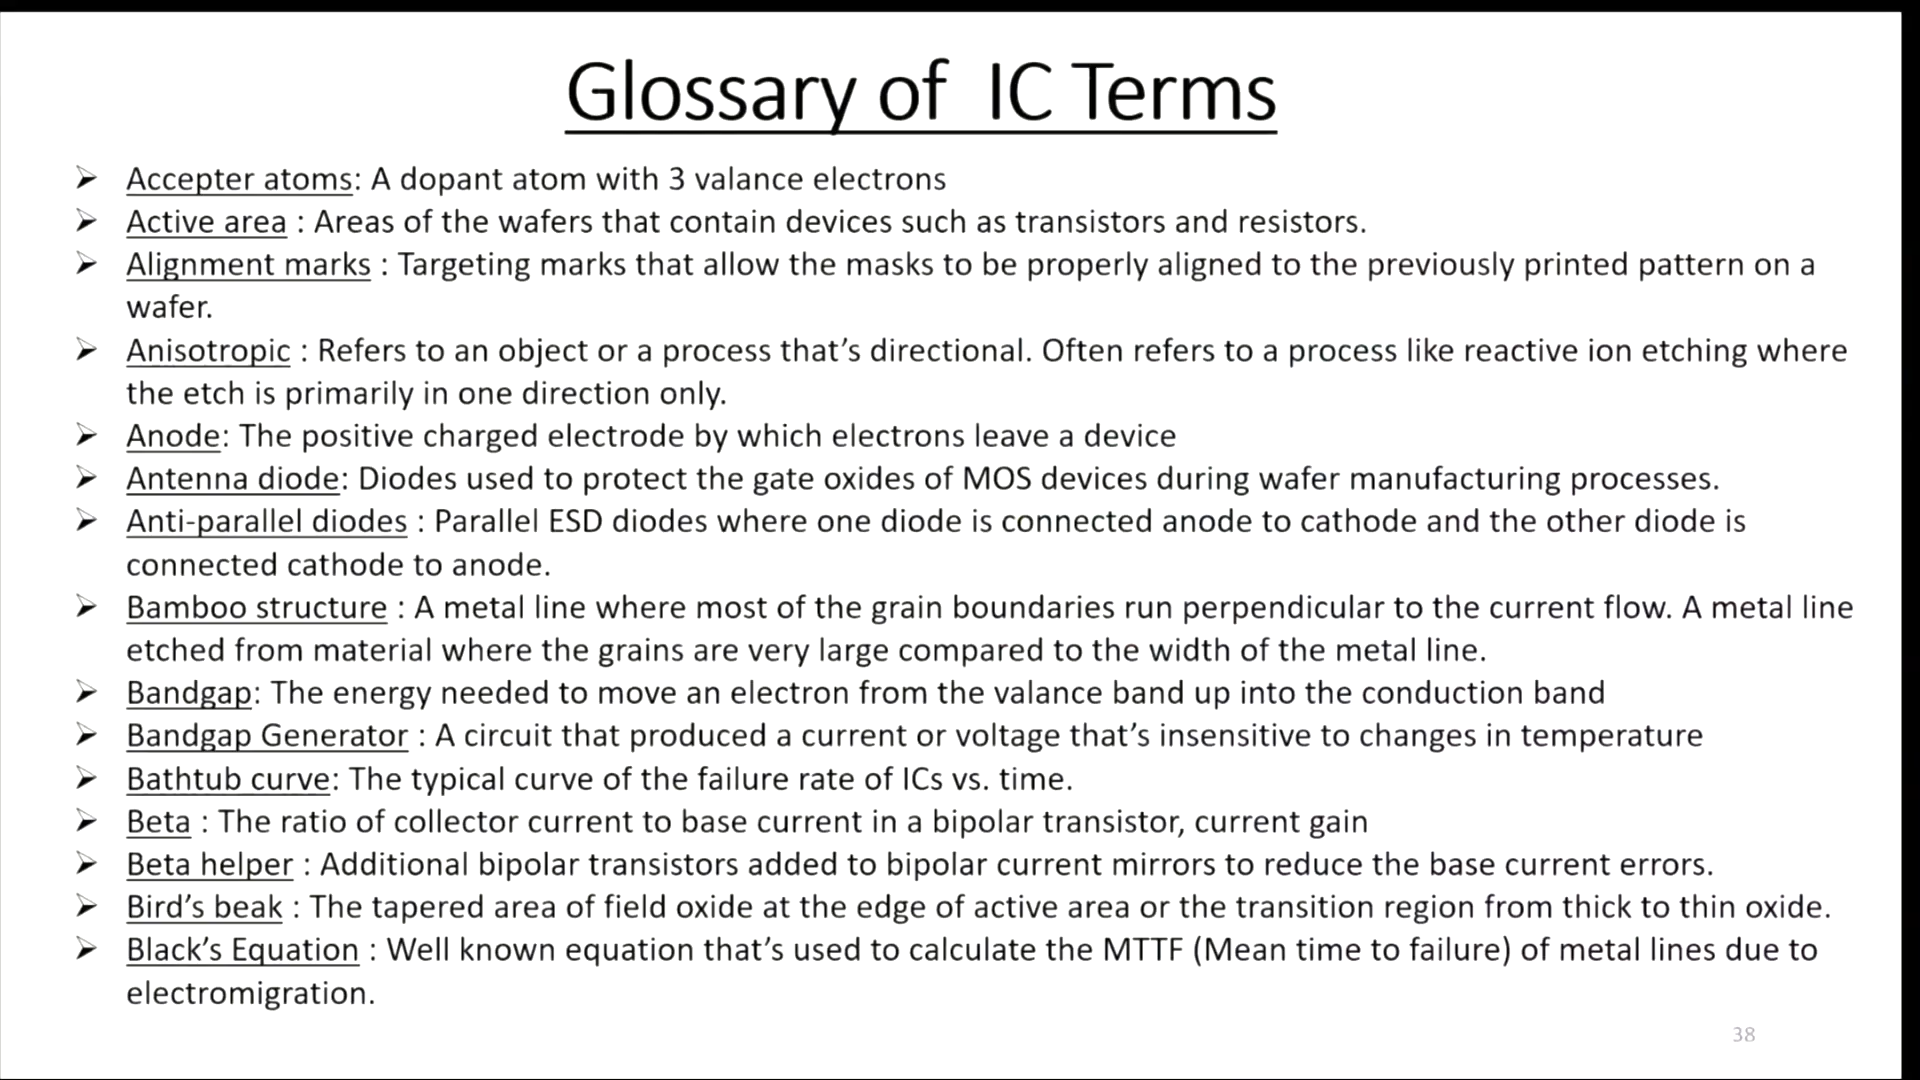 Glossary of IC Terms
➢ Accepter atoms: A dopant atom with 3 valance electrons
➢ Active area : Areas of the wafers that contain devices such as transistors and resistors.
➢ Alignment marks : Targeting marks that allow the masks to be properly aligned to the previously printed pattern on a
wafer.
➢ Anisotropic : Refers to an object or a process that’s directional. Often refers to a process like reactive ion etching where
the etch is primarily in one direction only.
➢ Anode: The positive charged electrode by which electrons leave a device
➢ Antenna diode: Diodes used to protect the gate oxides of MOS devices during wafer manufacturing processes.
➢ Anti-parallel diodes : Parallel ESD diodes where one diode is connected anode to cathode and the other diode is
connected cathode to anode.
➢ Bamboo structure : A metal line where most of the grain boundaries run perpendicular to the current flow. A metal line
etched from material where the grains are very large compared to the width of the metal line.
➢ Bandgap: The energy needed to move an electron from the valance band up into the conduction band
➢ Bandgap Generator : A circuit that produced a current or voltage that’s insensitive to changes in temperature
➢ Bathtub curve: The typical curve of the failure rate of ICs vs. time.
➢ Beta : The ratio of collector current to base current in a bipolar transistor, current gain
➢ Beta helper : Additional bipolar transistors added to bipolar current mirrors to reduce the base current errors.
➢ Bird’s beak : The tapered area of field oxide at the edge of active area or the transition region from thick to thin oxide.
➢ Black’s Equation : Well known equation that’s used to calculate the MTTF (Mean time to failure) of metal lines due to
electromigration.
38